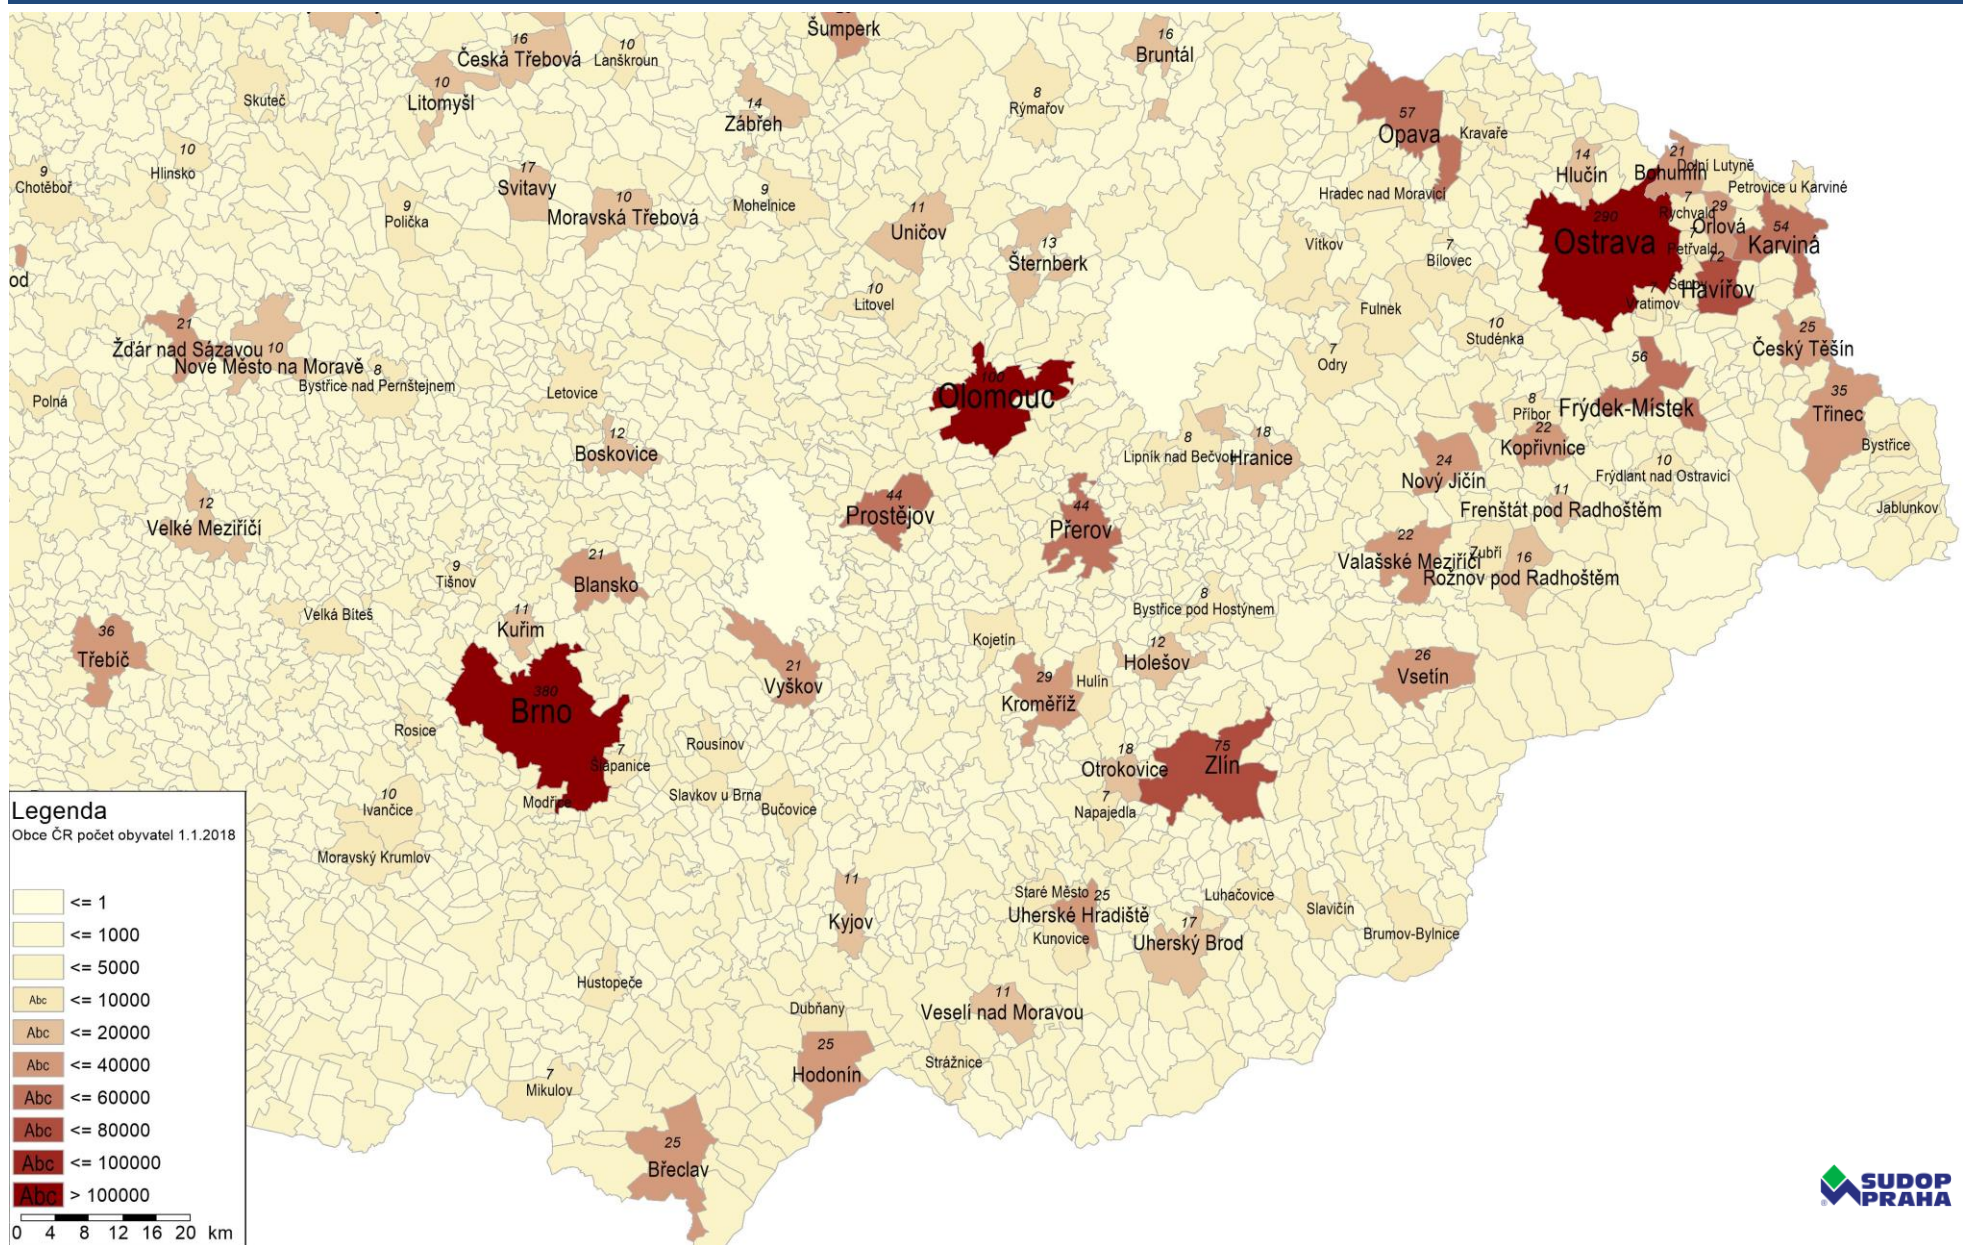 Šumperk
16
Česká Třebová
10
Lanškroun
16
Bruntál
10
Litomyšl
Skuteč
14
Zábřeh
8
Rýmařov
57
Opava
Kravaře
10
Hlinsko
9
Chotěboř
17
Svitavy
10
Moravská Třebová
9
Mohelnice
9
Polička
11
Uničov
13
Šternberk
Hradec nad Moravicí
14
Hlučín
21
Bohumín
Dolní Lutyně
Petrovice u Karviné
7
Rychvald
29
Orlová
54
Karviná
290
Ostrava
7
Petřvald
72
Havířov
Šenov
7
Vratimov
Vítkov
7
Bílovec
od
10
Litovel
Fulnek
10
Studénka
7
Odry
25
Český Těšín
21
Žďár nad Sázavou
10
Nové Město na Moravě
8
Bystřice nad Pernštejnem
Polná
Letovice
100
Olomouc
56
Frýdek-Místek
35
Třinec
Bystřice
8
Příbor
22
Kopřivnice
12
Boskovice
8
Lipník nad Bečvou
18
Hranice
24
Nový Jičín
10
Frýdlant nad Ostravicí
11
Frenštát pod Radhoštěm
Jablunkov
12
Velké Meziříčí
44
Prostějov
44
Přerov
22
Valašské Meziříčí
Zubří
16
Rožnov pod Radhoštěm
9
Tišnov
21
Blansko
Velká Bíteš
11
Kuřim
8
Bystřice pod Hostýnem
36
Třebíč
Kojetín
12
Holešov
21
Vyškov
26
Vsetín
29
Kroměříž
Hulín
380
Brno
Rosice
7
Šlapanice
Rousínov
18
Otrokovice
75
Zlín
10
Ivančice
Modřice
Slavkov u Brna
Bučovice
7
Napajedla
Moravský Krumlov
11
Kyjov
Staré Město
25
Uherské Hradiště
Kunovice
Luhačovice
17
Uherský Brod
Slavičín
Brumov-Bylnice
Hustopeče
Dubňany
11
Veselí nad Moravou
25
Hodonín
Strážnice
7
Mikulov
25
Břeclav
Legenda
Obce ČR počet obyvatel 1.1.2018
<= 1
<= 1000
<= 5000
Abc <= 10000
Abc <= 20000
Abc <= 40000
Abc <= 60000
Abc <= 80000
Abc <= 100000
Abc > 100000
0 4 8 12 16 20 km
SUDOP
PRAHA